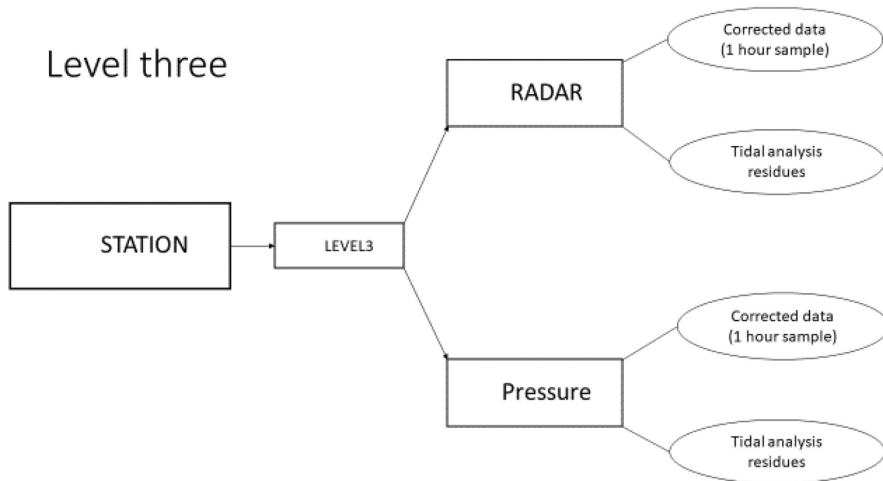 Level three
Corrected data
(1 hour sample)
RADAR
Tidal analysis
residues
STATION
LEVEL3
Corrected data
(1 hour sample)
Pressure
Tidal analysis
residues